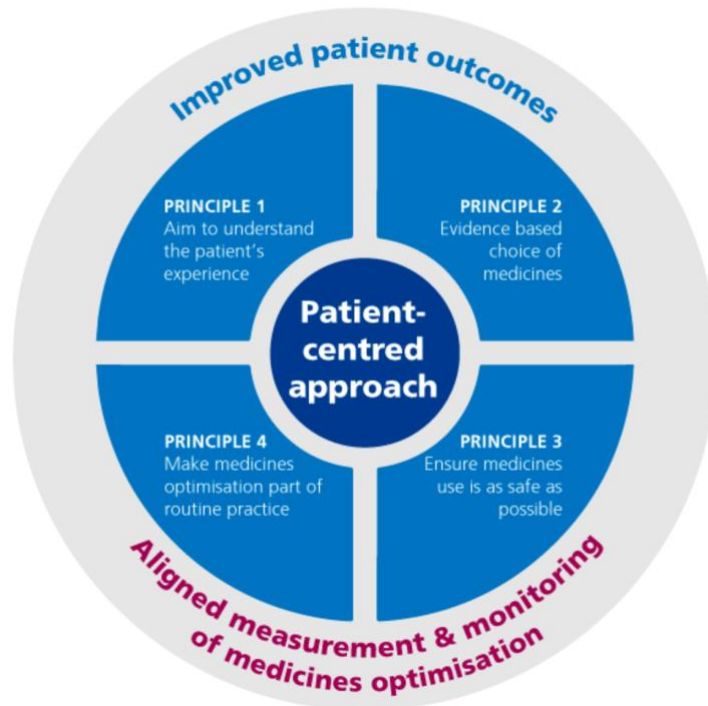 Improved patient outcomes
PRINCIPLE 1
Aim to understand
the patient's
experience
PRINCIPLE 2
Evidence based
choice of
medicines
Patient-
centred
approach
PRINCIPLE 4
Make medicines
optimisation part of
routine practice
PRINCIPLE 3
Ensure medicines
use is as safe as
possible
Aligned measurement & monitoring
of medicines optimisation